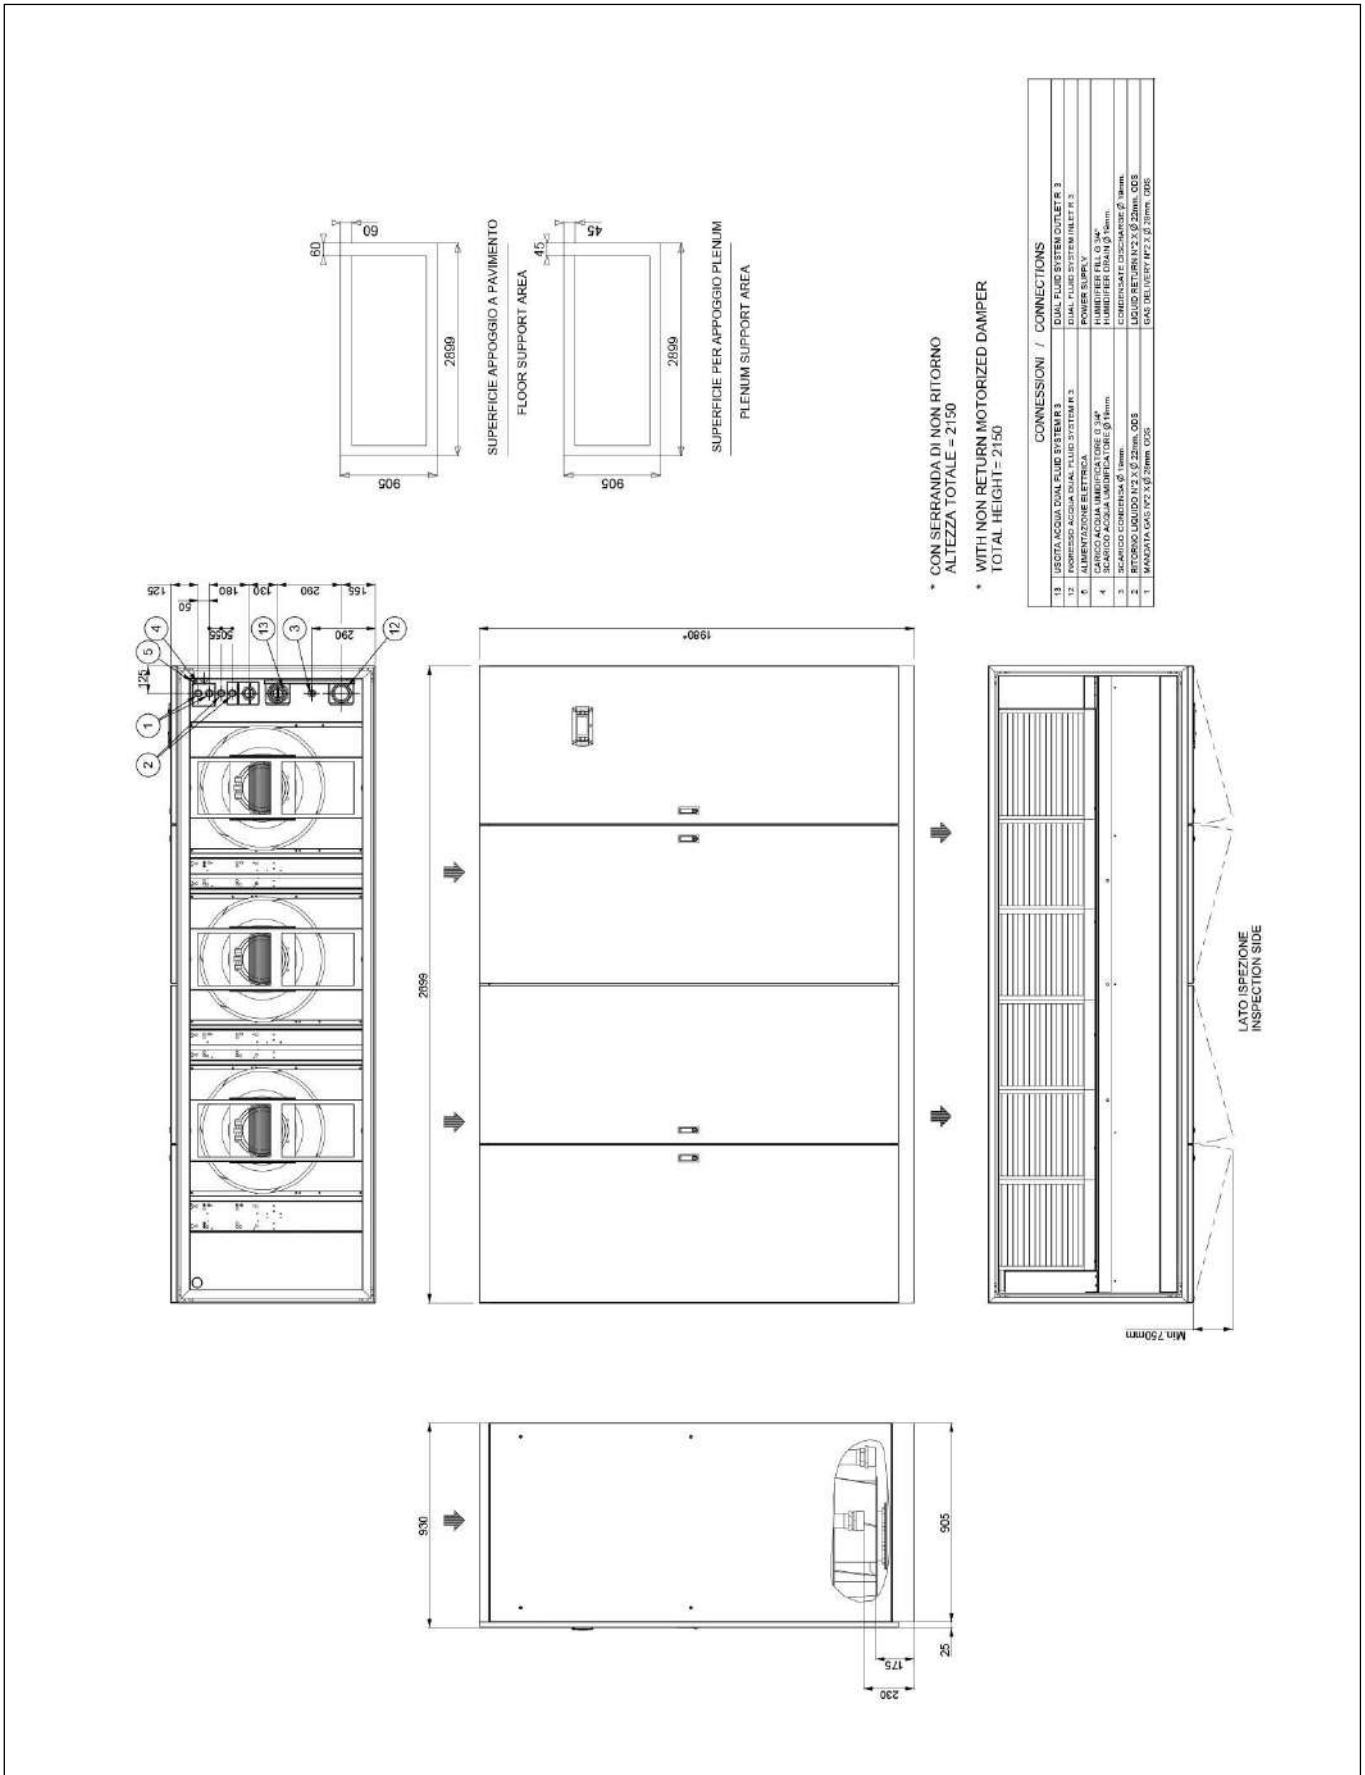 125
50
180
130
290
165
5055
290
125
5
4
13
3
12
1
2
60
60
2899
905
SUPERFICIE APPOGGIO A PAVIMENTO
FLOOR SUPPORT AREA
45
45
2899
905
SUPERFICIE PER APPOGGIO PLENUM
PLENUM SUPPORT AREA
2899
1980*
* CON SERRANDA DI NON RITORNO
ALTEZZA TOTALE = 2150
* WITH NON RETURN MOTORIZED DAMPER
TOTAL HEIGHT= 2150
CONNESSIONI / CONNECTIONS
13 USCITA ACQUA DUAL FLUID SYSTEM R 3 DUAL FLUID SYSTEM OUTLET R 3
12 INGRESSO ACQUA DUAL FLUID SYSTEM R 3 DUAL FLUID SYSTEM INLET R 3
5 ALIMENTAZIONE ELETTRICA POWER SUPPLY
4 CARICO ACQUA UMIDIFICATORE G 3/4" HUMIDIFIER FILL G 3/4"
SCARICO ACQUA UMIDIFICATORE Ø 19mm. HUMIDIFIER DRAIN Ø 19mm.
3 SCARICO CONDENSA Ø 19mm. CONDENSATE DISCHARGE Ø 19mm.
2 RITORNO LIQUIDO N°2 X Ø 22mm. ODS LIQUID RETURN N°2 X Ø 22mm. ODS
1 MANDATA GAS N°2 X Ø 28mm. ODS GAS DELIVERY N°2 X Ø 28mm. ODS
LATO ISPEZIONE
INSPECTION SIDE
Min.750mm
930
905
25
175
230